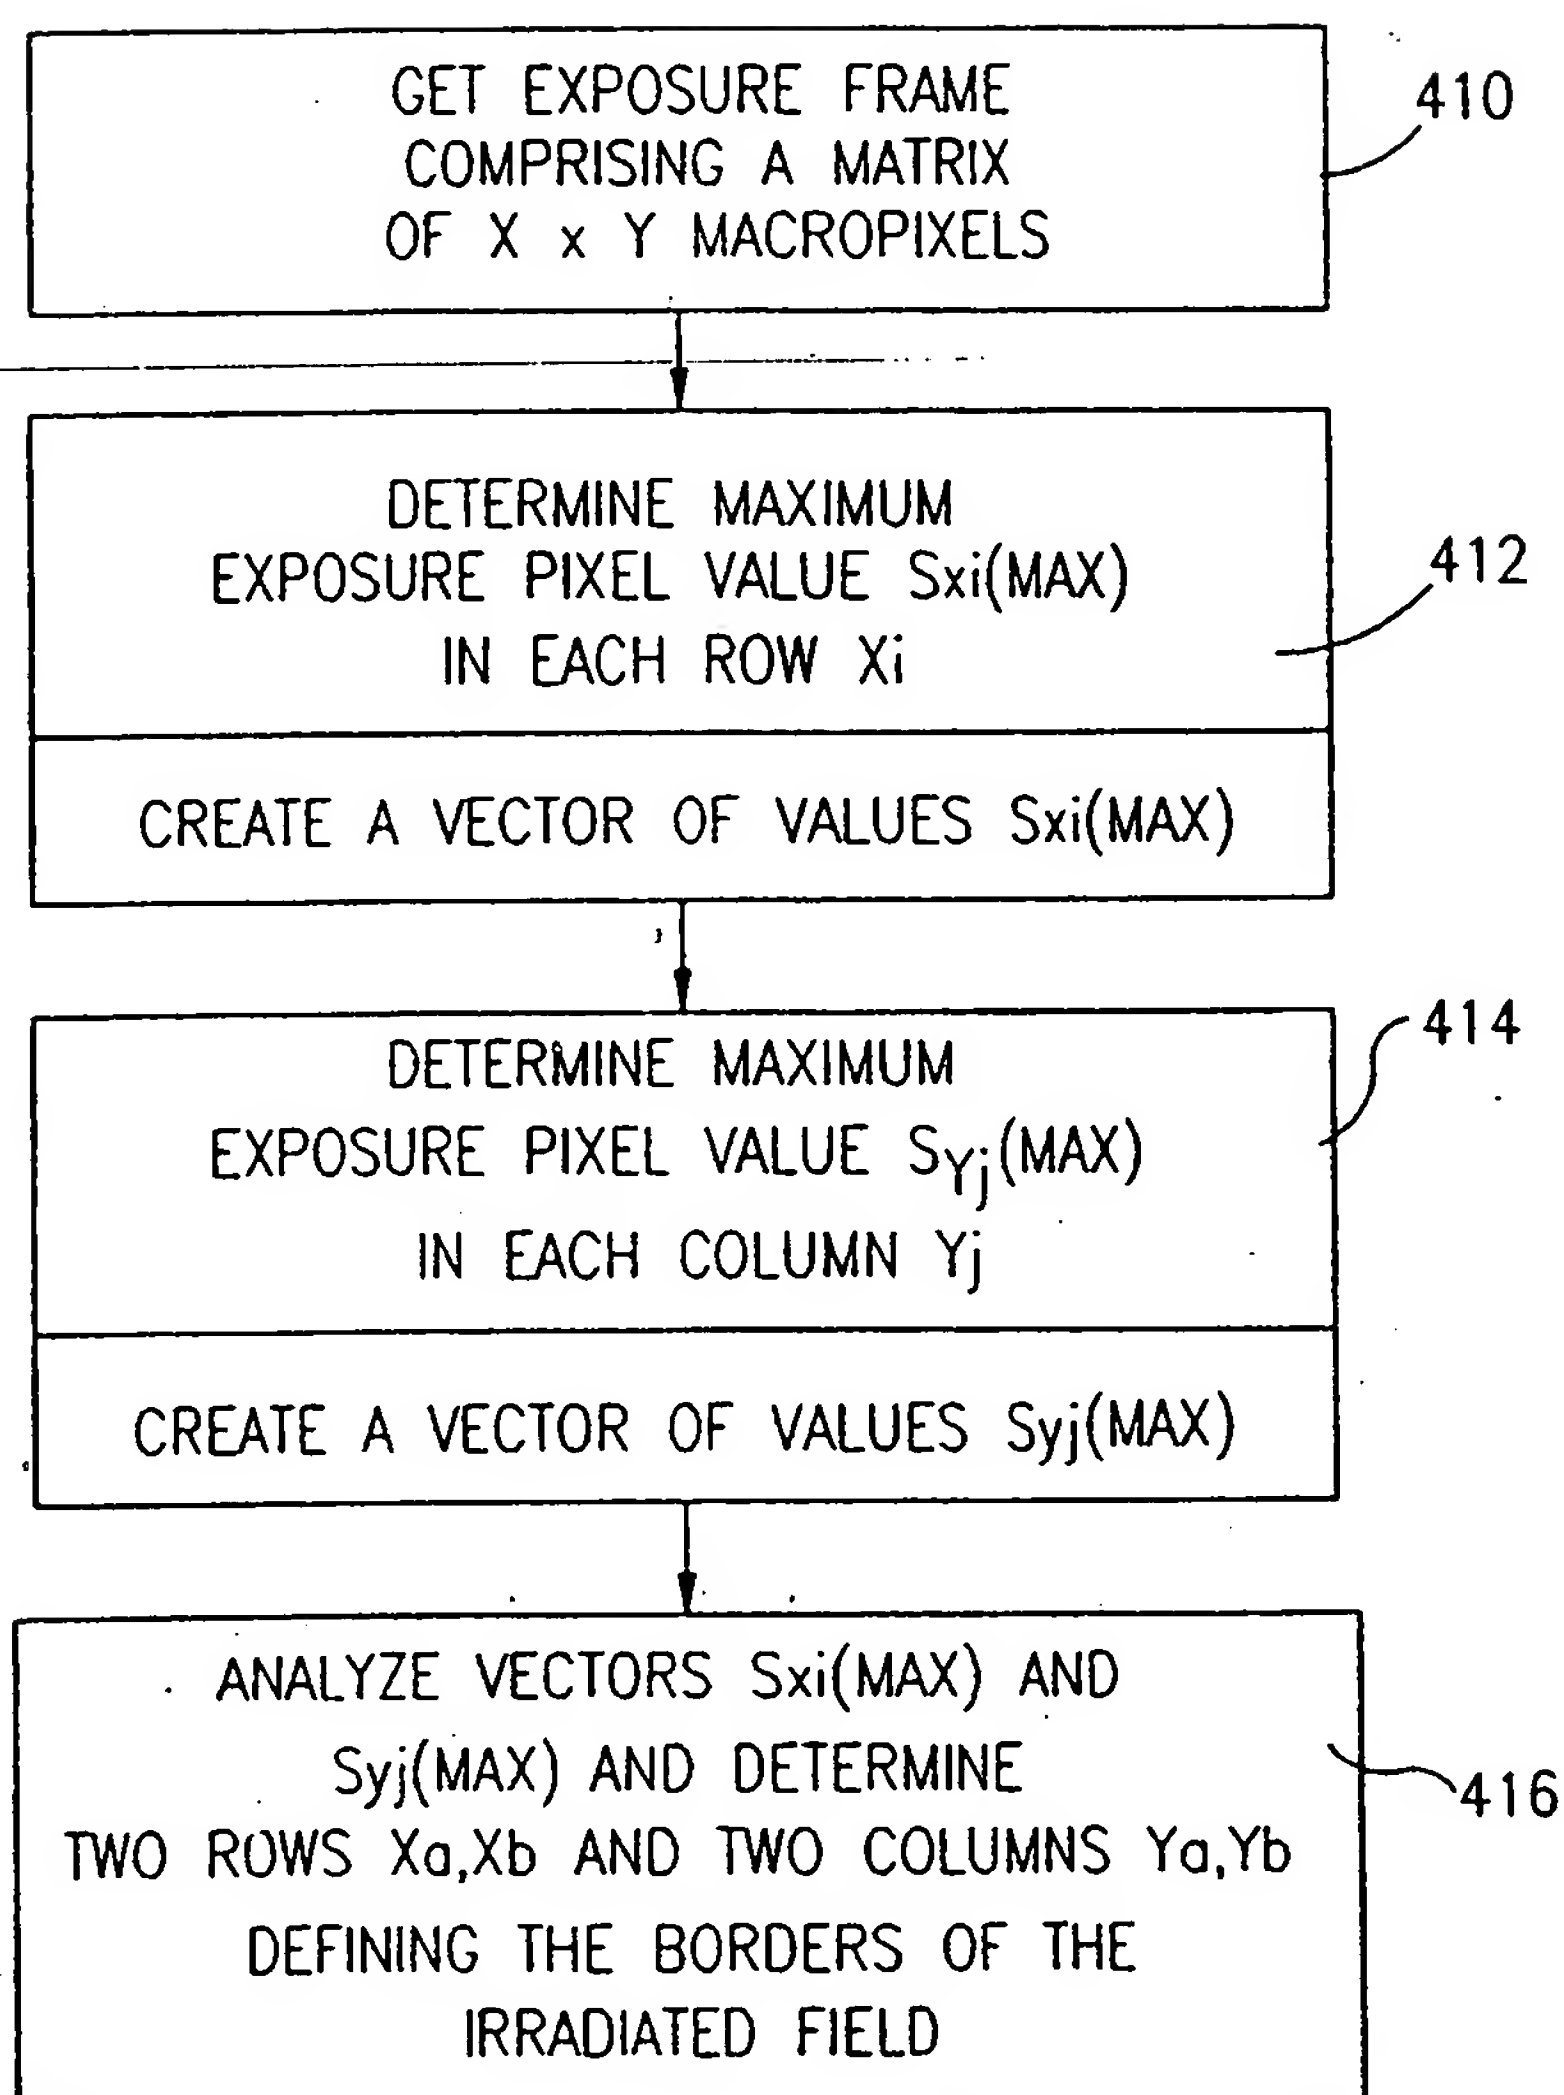 GET EXPOSURE FRAME
COMPRISING A MATRIX
OF X x Y MACROPIXELS
410
DETERMINE MAXIMUM
EXPOSURE PIXEL VALUE Sxi(MAX)
IN EACH ROW Xi
412
CREATE A VECTOR OF VALUES Sxi(MAX)
DETERMINE MAXIMUM
EXPOSURE PIXEL VALUE SYj(MAX)
IN EACH COLUMN Yj
414
CREATE A VECTOR OF VALUES Syj(MAX)
ANALYZE VECTORS Sxi(MAX) AND
Syj(MAX) AND DETERMINE
TWO ROWS Xa,Xb AND TWO COLUMNS Ya,Yb
DEFINING THE BORDERS OF THE
IRRADIATED FIELD
416